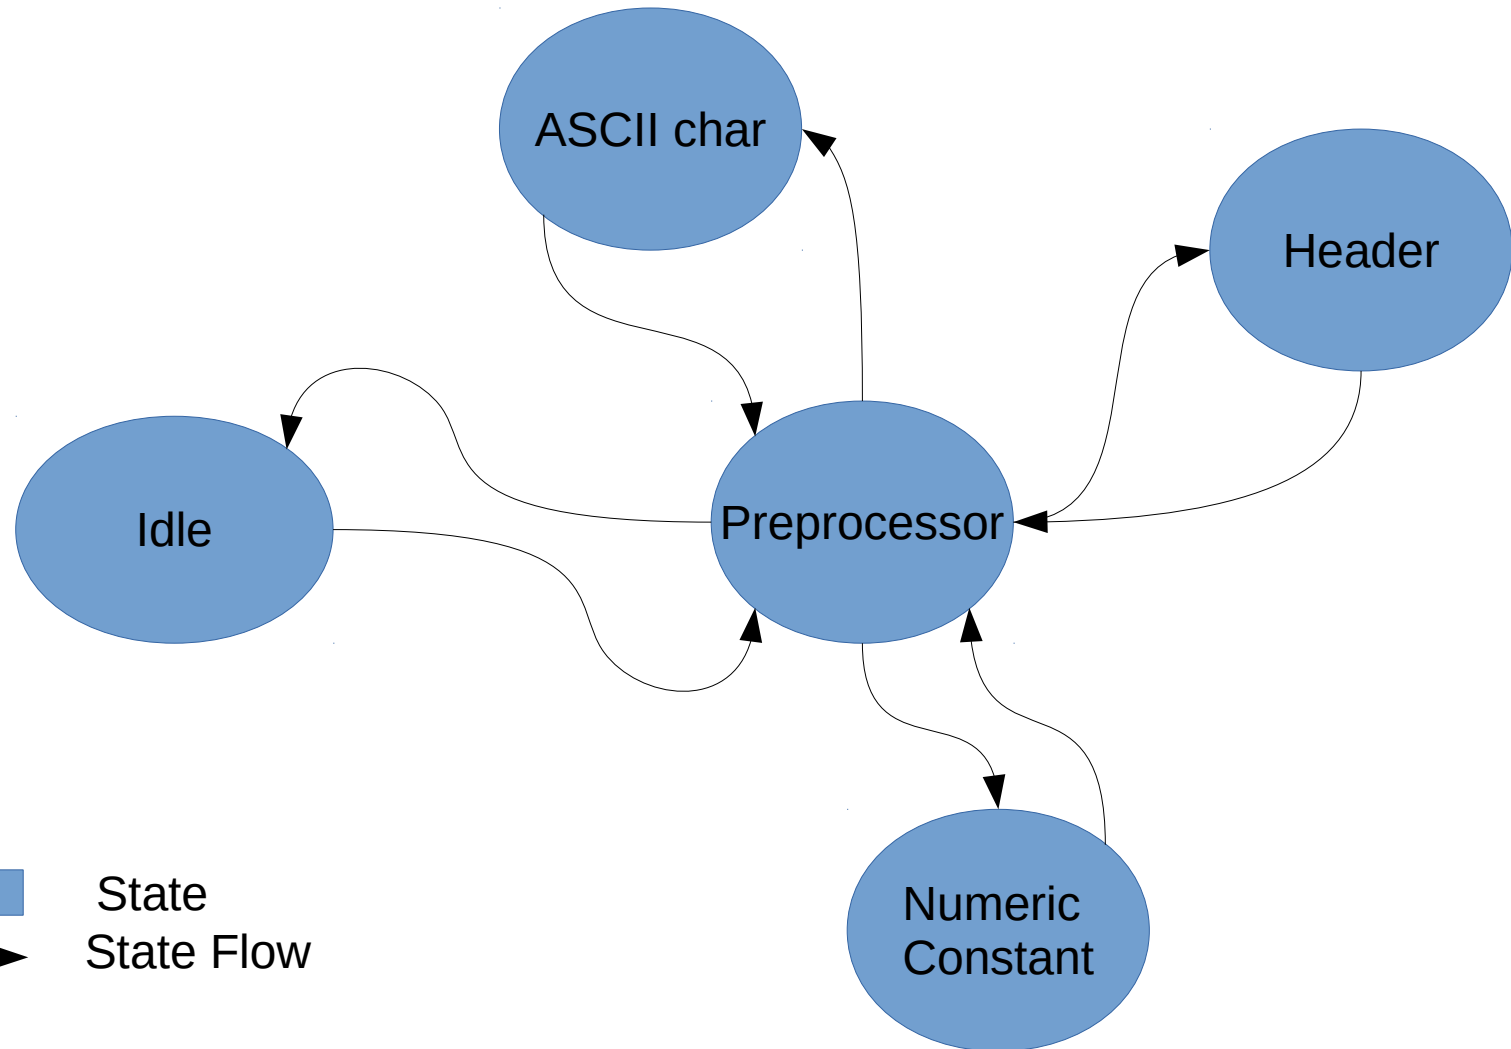 ASCII char
Header
Idle
Preprocessor
Numeric
Constant
State
State Flow